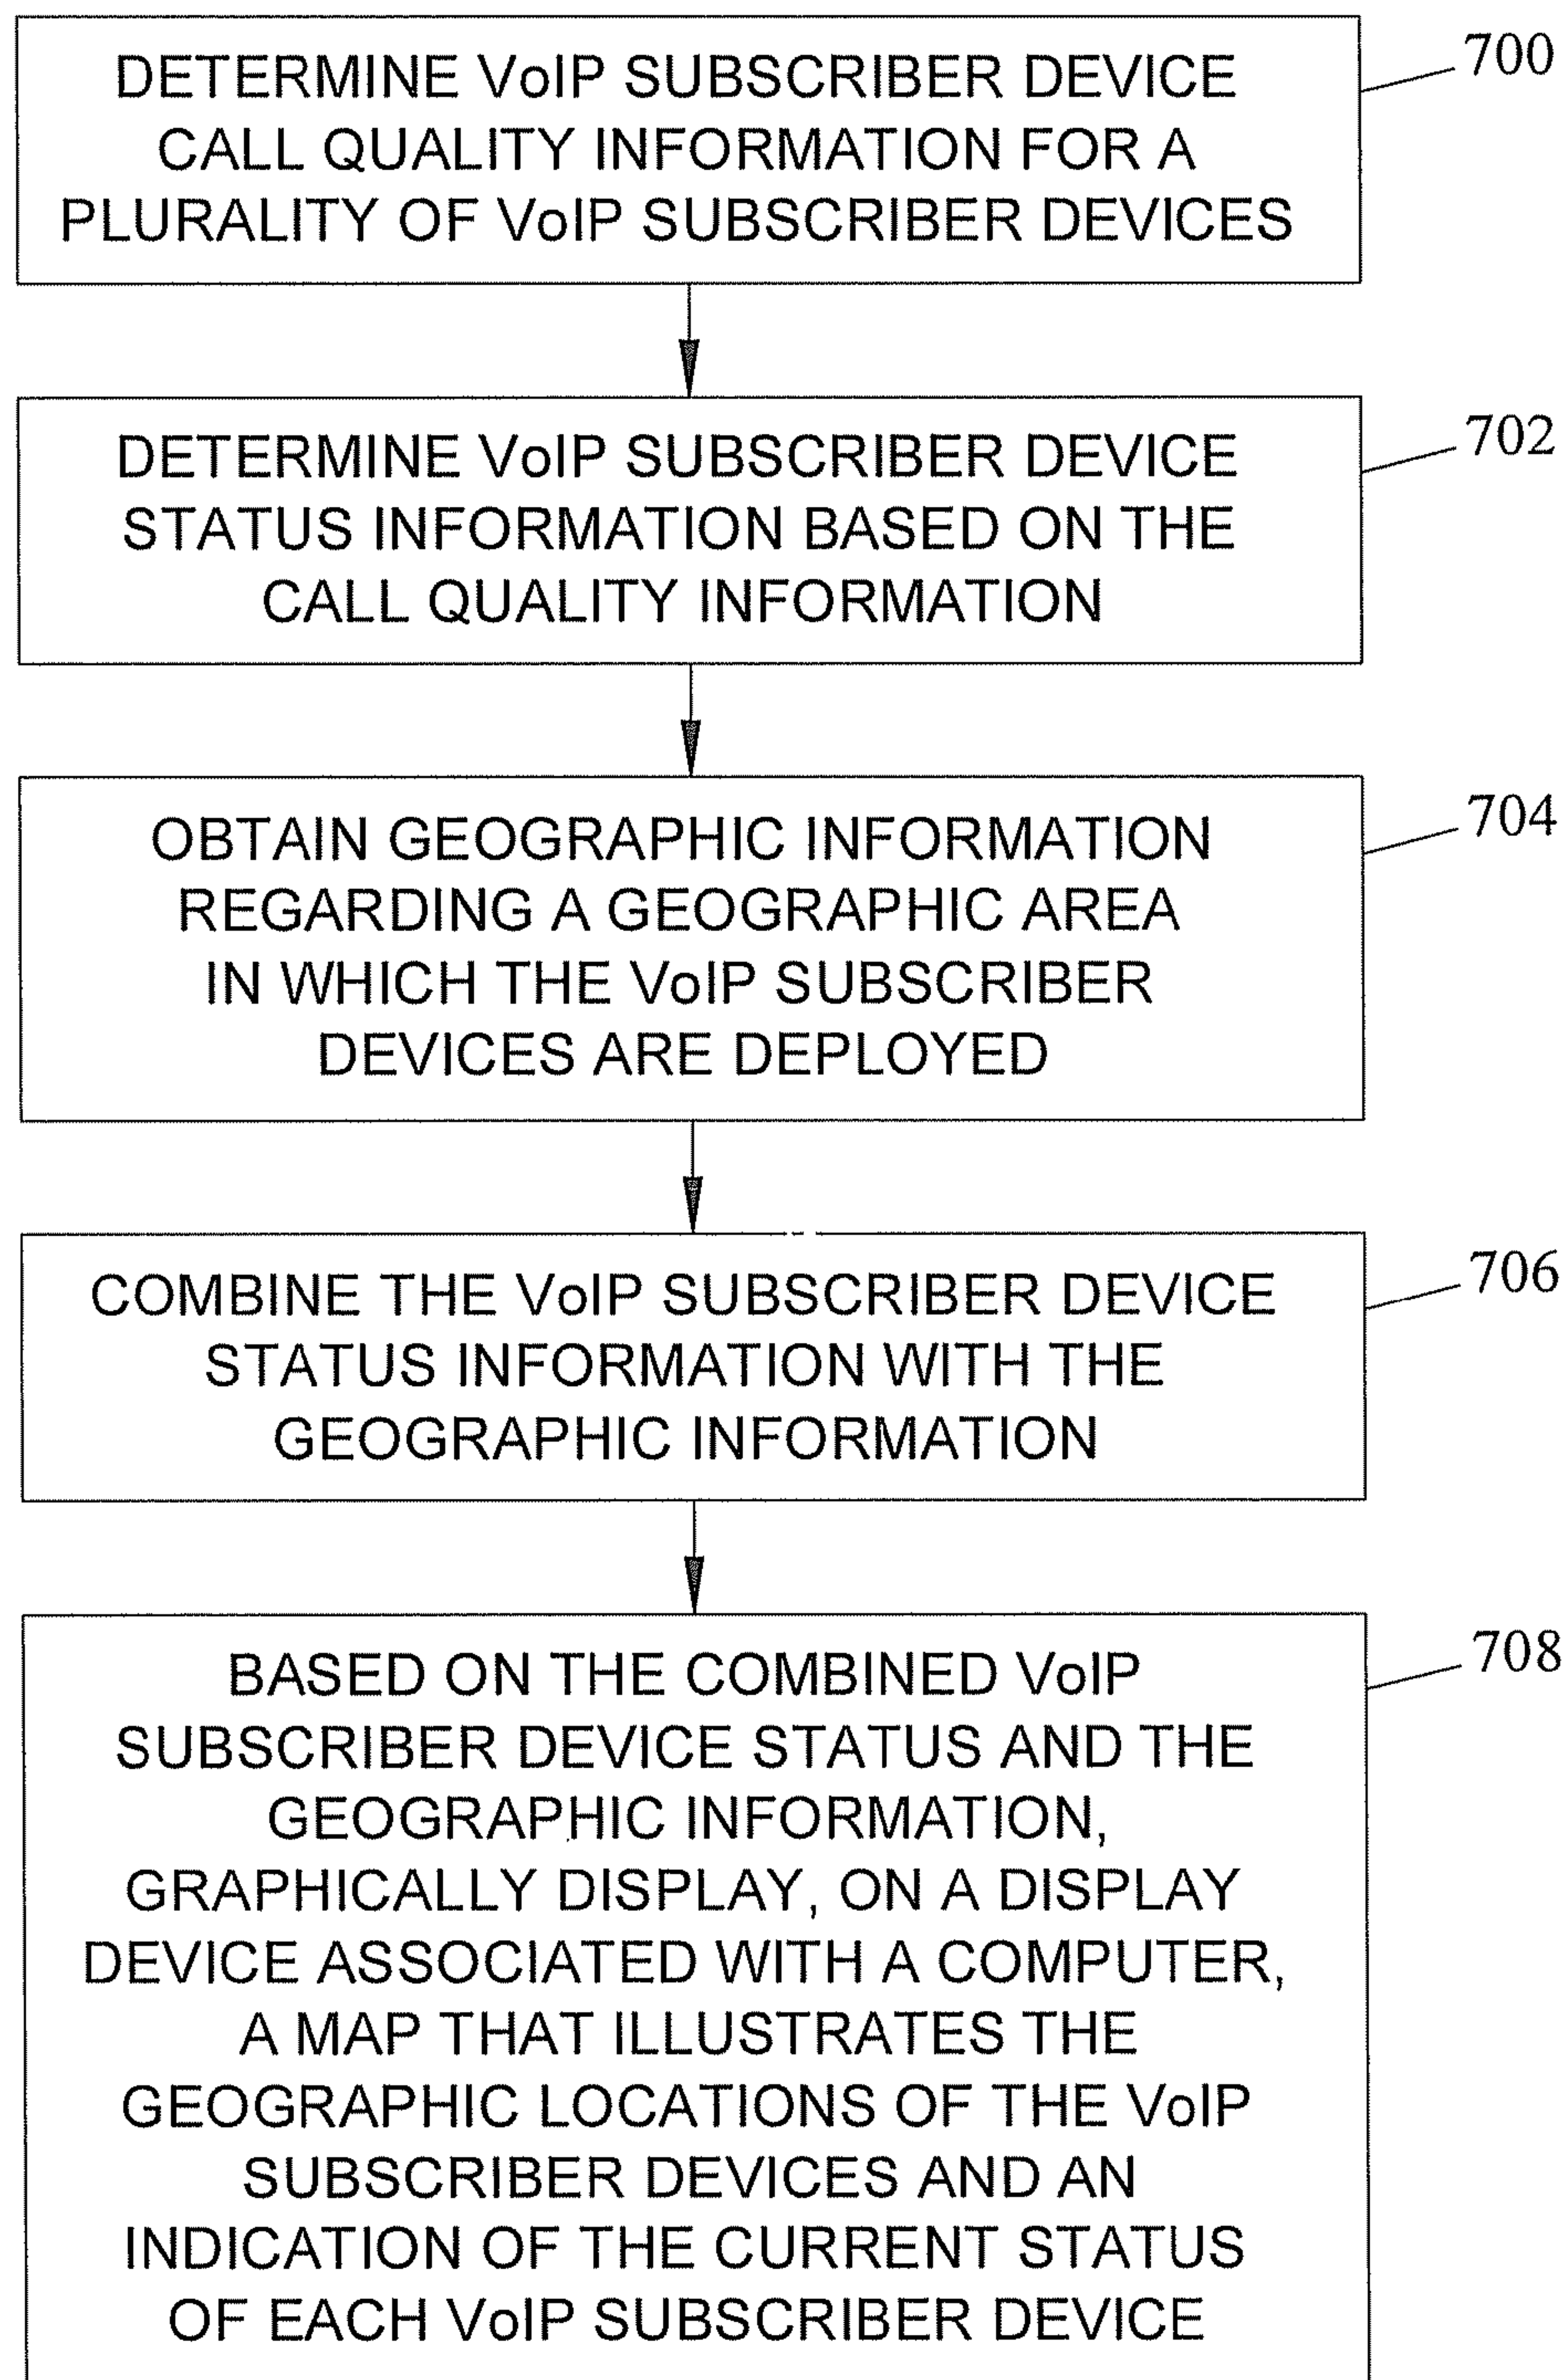 DETERMINE VoIP SUBSCRIBER DEVICE
CALL QUALITY INFORMATION FOR A
PLURALITY OF VoIP SUBSCRIBER DEVICES
700
DETERMINE VoIP SUBSCRIBER DEVICE
STATUS INFORMATION BASED ON THE
CALL QUALITY INFORMATION
702
OBTAIN GEOGRAPHIC INFORMATION
REGARDING A GEOGRAPHIC AREA
IN WHICH THE VoIP SUBSCRIBER
DEVICES ARE DEPLOYED
704
COMBINE THE VoIP SUBSCRIBER DEVICE
STATUS INFORMATION WITH THE
GEOGRAPHIC INFORMATION
706
BASED ON THE COMBINED VoIP
SUBSCRIBER DEVICE STATUS AND THE
GEOGRAPHIC INFORMATION,
GRAPHICALLY DISPLAY, ON A DISPLAY
DEVICE ASSOCIATED WITH A COMPUTER,
A MAP THAT ILLUSTRATES THE
GEOGRAPHIC LOCATIONS OF THE VoIP
SUBSCRIBER DEVICES AND AN
INDICATION OF THE CURRENT STATUS
OF EACH VoIP SUBSCRIBER DEVICE
708